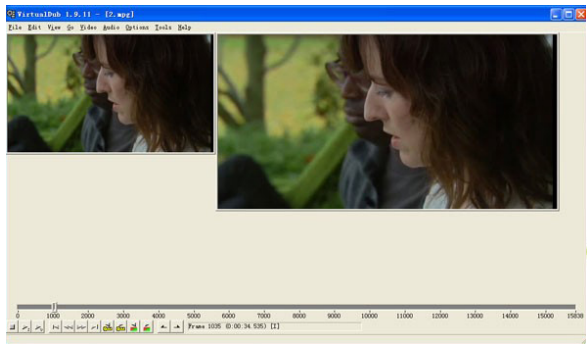 VirtualDub 1.9.11 - [2.mpg]
File Edit View Go Video Audio Options Tools Help
0 1000 2000 3000 4000 5000 6000 7000 8000 9000 10000 11000 12000 13000 14000 15000 15830
Frame 1035 (0:00:34.535) [I]